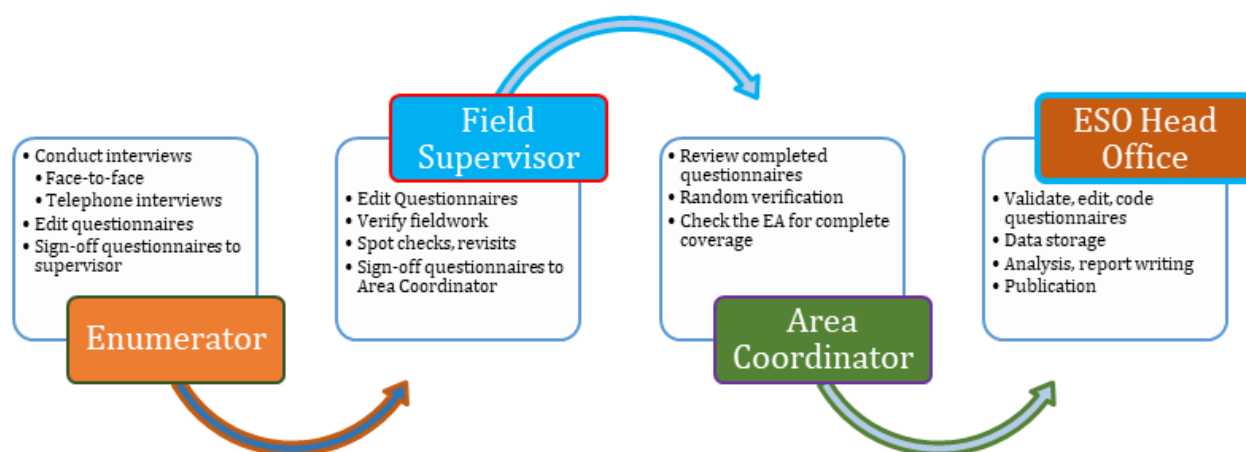 • Conduct interviews
• Face-to-face
• Telephone interviews
• Edit questionnaires
• Sign-off questionnaires to
supervisor
Enumerator
Field
Supervisor
• Edit Questionnaires
• Verify fieldwork
• Spot checks, revisits
• Sign-off questionnaires to
Area Coordinator
• Review completed
questionnaires
• Random verification
• Check the EA for complete
coverage
Area
Coordinator
ESO Head
Office
• Validate, edit, code
questionnaires
• Data storage
• Analysis, report writing
• Publication